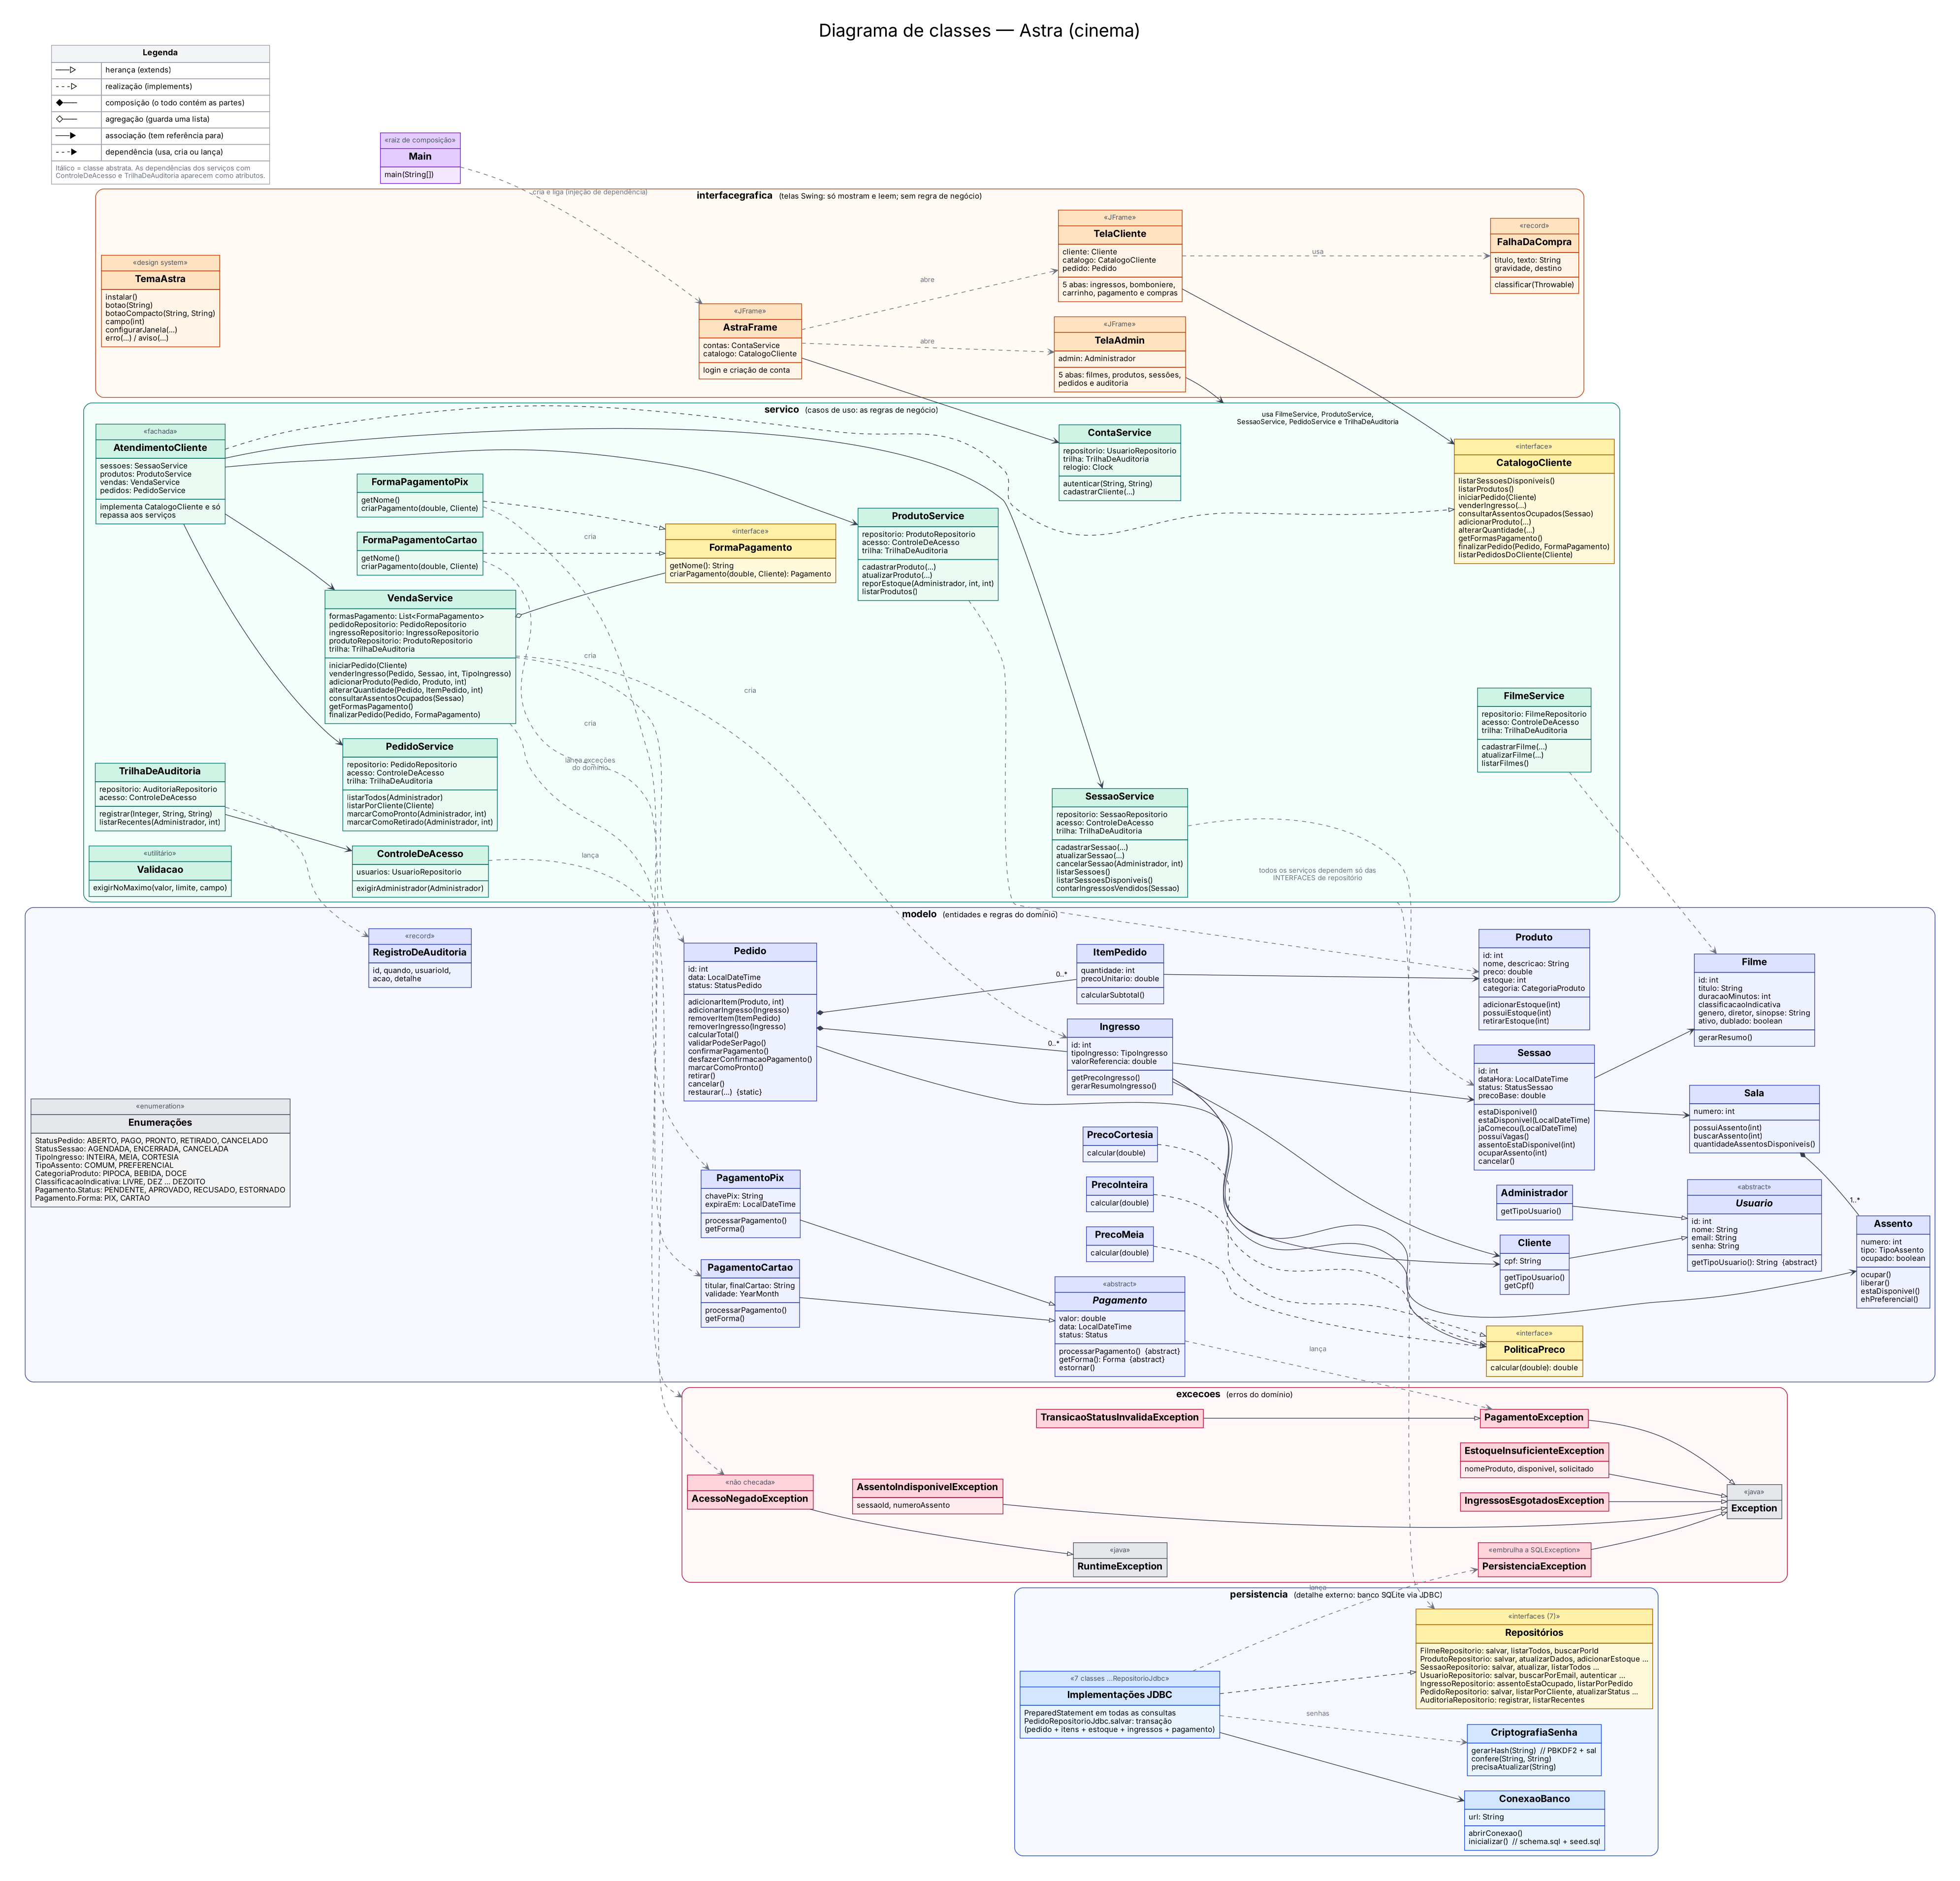 Diagrama de classes — Astra (cinema)
Legenda
herança (extends)
realização (implements)
composição (o todo contém as partes)
agregação (guarda uma lista)
associação (tem referência para)
dependência (usa, cria ou lança)
Itálico = classe abstrata. As dependências dos serviços com
ControleDeAcesso e TrilhaDeAuditoria aparecem como atributos.
«raiz de composição»
Main
main(String[])
cria e liga (injeção de dependência)
interfacegrafica (telas Swing: só mostram e leem; sem regra de negócio)
«design system»
TemaAstra
instalar()
botao(String)
botaoCompacto(String, String)
campo(int)
configurarJanela(...)
erro(...) / aviso(...)
«JFrame»
AstraFrame
contas: ContaService
catalogo: CatalogoCliente
login e criação de conta
abre
abre
«JFrame»
TelaCliente
cliente: Cliente
catalogo: CatalogoCliente
pedido: Pedido
5 abas: ingressos, bomboniere,
carrinho, pagamento e compras
«JFrame»
TelaAdmin
admin: Administrador
5 abas: filmes, produtos, sessões,
pedidos e auditoria
usa
«record»
FalhaDaCompra
titulo, texto: String
gravidade, destino
classificar(Throwable)
servico (casos de uso: as regras de negócio)
usa FilmeService, ProdutoService,
SessaoService, PedidoService e TrilhaDeAuditoria
«fachada»
AtendimentoCliente
sessoes: SessaoService
produtos: ProdutoService
vendas: VendaService
pedidos: PedidoService
implementa CatalogoCliente e só
repassa aos serviços
FormaPagamentoPix
getNome()
criarPagamento(double, Cliente)
FormaPagamentoCartao
getNome()
criarPagamento(double, Cliente)
cria
«interface»
FormaPagamento
getNome(): String
criarPagamento(double, Cliente): Pagamento
ProdutoService
repositorio: ProdutoRepositorio
acesso: ControleDeAcesso
trilha: TrilhaDeAuditoria
cadastrarProduto(...)
atualizarProduto(...)
reporEstoque(Administrador, int, int)
listarProdutos()
ContaService
repositorio: UsuarioRepositorio
trilha: TrilhaDeAuditoria
relogio: Clock
autenticar(String, String)
cadastrarCliente(...)
«interface»
CatalogoCliente
listarSessoesDisponiveis()
listarProdutos()
iniciarPedido(Cliente)
venderIngresso(...)
consultarAssentosOcupados(Sessao)
adicionarProduto(...)
alterarQuantidade(...)
getFormasPagamento()
finalizarPedido(Pedido, FormaPagamento)
listarPedidosDoCliente(Cliente)
VendaService
formasPagamento: List<FormaPagamento>
pedidoRepositorio: PedidoRepositorio
ingressoRepositorio: IngressoRepositorio
produtoRepositorio: ProdutoRepositorio
trilha: TrilhaDeAuditoria
iniciarPedido(Cliente)
venderIngresso(Pedido, Sessao, int, TipoIngresso)
adicionarProduto(Pedido, Produto, int)
alterarQuantidade(Pedido, ItemPedido, int)
consultarAssentosOcupados(Sessao)
getFormasPagamento()
finalizarPedido(Pedido, FormaPagamento)
cria
cria
cria
lança exceções
do domínio
FilmeService
repositorio: FilmeRepositorio
acesso: ControleDeAcesso
trilha: TrilhaDeAuditoria
cadastrarFilme(...)
atualizarFilme(...)
listarFilmes()
PedidoService
repositorio: PedidoRepositorio
acesso: ControleDeAcesso
trilha: TrilhaDeAuditoria
listarTodos(Administrador)
listarPorCliente(Cliente)
marcarComoPronto(Administrador, int)
marcarComoRetirado(Administrador, int)
TrilhaDeAuditoria
repositorio: AuditoriaRepositorio
acesso: ControleDeAcesso
registrar(Integer, String, String)
listarRecentes(Administrador, int)
SessaoService
repositorio: SessaoRepositorio
acesso: ControleDeAcesso
trilha: TrilhaDeAuditoria
cadastrarSessao(...)
atualizarSessao(...)
cancelarSessao(Administrador, int)
listarSessoes()
listarSessoesDisponiveis()
contarIngressosVendidos(Sessao)
«utilitário»
Validacao
exigirNoMaximo(valor, limite, campo)
ControleDeAcesso
usuarios: UsuarioRepositorio
exigirAdministrador(Administrador)
lança
todos os serviços dependem só das
INTERFACES de repositório
modelo (entidades e regras do domínio)
«record»
RegistroDeAuditoria
id, quando, usuarioId,
acao, detalhe
Pedido
id: int
data: LocalDateTime
status: StatusPedido
adicionarItem(Produto, int)
adicionarIngresso(Ingresso)
removerItem(ItemPedido)
removerIngresso(Ingresso)
calcularTotal()
validarPodeSerPago()
confirmarPagamento()
desfazerConfirmacaoPagamento()
marcarComoPronto()
retirar()
cancelar()
restaurar(...) {static}
0..*
0..*
ItemPedido
quantidade: int
precoUnitario: double
calcularSubtotal()
Ingresso
id: int
tipoIngresso: TipoIngresso
valorReferencia: double
getPrecoIngresso()
gerarResumoIngresso()
Produto
id: int
nome, descricao: String
preco: double
estoque: int
categoria: CategoriaProduto
adicionarEstoque(int)
possuiEstoque(int)
retirarEstoque(int)
Filme
id: int
titulo: String
duracaoMinutos: int
classificacaoIndicativa
genero, diretor, sinopse: String
ativo, dublado: boolean
gerarResumo()
Sessao
id: int
dataHora: LocalDateTime
status: StatusSessao
precoBase: double
estaDisponivel()
estaDisponivel(LocalDateTime)
jaComecou(LocalDateTime)
possuiVagas()
assentoEstaDisponivel(int)
ocuparAssento(int)
cancelar()
Sala
numero: int
possuiAssento(int)
buscarAssento(int)
quantidadeAssentosDisponiveis()
«enumeration»
Enumerações
StatusPedido: ABERTO, PAGO, PRONTO, RETIRADO, CANCELADO
StatusSessao: AGENDADA, ENCERRADA, CANCELADA
TipoIngresso: INTEIRA, MEIA, CORTESIA
TipoAssento: COMUM, PREFERENCIAL
CategoriaProduto: PIPOCA, BEBIDA, DOCE
ClassificacaoIndicativa: LIVRE, DEZ ... DEZOITO
Pagamento.Status: PENDENTE, APROVADO, RECUSADO, ESTORNADO
Pagamento.Forma: PIX, CARTAO
PrecoCortesia
calcular(double)
PrecoInteira
calcular(double)
PrecoMeia
calcular(double)
PagamentoPix
chavePix: String
expiraEm: LocalDateTime
processarPagamento()
getForma()
PagamentoCartao
titular, finalCartao: String
validade: YearMonth
processarPagamento()
getForma()
«abstract»
Pagamento
valor: double
data: LocalDateTime
status: Status
processarPagamento() {abstract}
getForma(): Forma {abstract}
estornar()
lança
Administrador
getTipoUsuario()
Cliente
cpf: String
getTipoUsuario()
getCpf()
«abstract»
Usuario
id: int
nome: String
email: String
senha: String
getTipoUsuario(): String {abstract}
1..*
Assento
numero: int
tipo: TipoAssento
ocupado: boolean
ocupar()
liberar()
estaDisponivel()
ehPreferencial()
«interface»
PoliticaPreco
calcular(double): double
excecoes (erros do domínio)
TransicaoStatusInvalidaException
PagamentoException
EstoqueInsuficienteException
nomeProduto, disponivel, solicitado
«não checada»
AcessoNegadoException
AssentoIndisponivelException
sessaoId, numeroAssento
IngressosEsgotadosException
«java»
Exception
«java»
RuntimeException
«embrulha a SQLException»
PersistenciaException
lança
persistencia (detalhe externo: banco SQLite via JDBC)
«interfaces (7)»
Repositórios
FilmeRepositorio: salvar, listarTodos, buscarPorId
ProdutoRepositorio: salvar, atualizarDados, adicionarEstoque ...
SessaoRepositorio: salvar, atualizar, listarTodos ...
UsuarioRepositorio: salvar, buscarPorEmail, autenticar ...
IngressoRepositorio: assentoEstaOcupado, listarPorPedido
PedidoRepositorio: salvar, listarPorCliente, atualizarStatus ...
AuditoriaRepositorio: registrar, listarRecentes
«7 classes ...RepositorioJdbc»
Implementações JDBC
PreparedStatement em todas as consultas
PedidoRepositorioJdbc.salvar: transação
(pedido + itens + estoque + ingressos + pagamento)
senhas
CriptografiaSenha
gerarHash(String) // PBKDF2 + sal
confere(String, String)
precisaAtualizar(String)
ConexaoBanco
url: String
abrirConexao()
inicializar() // schema.sql + seed.sql